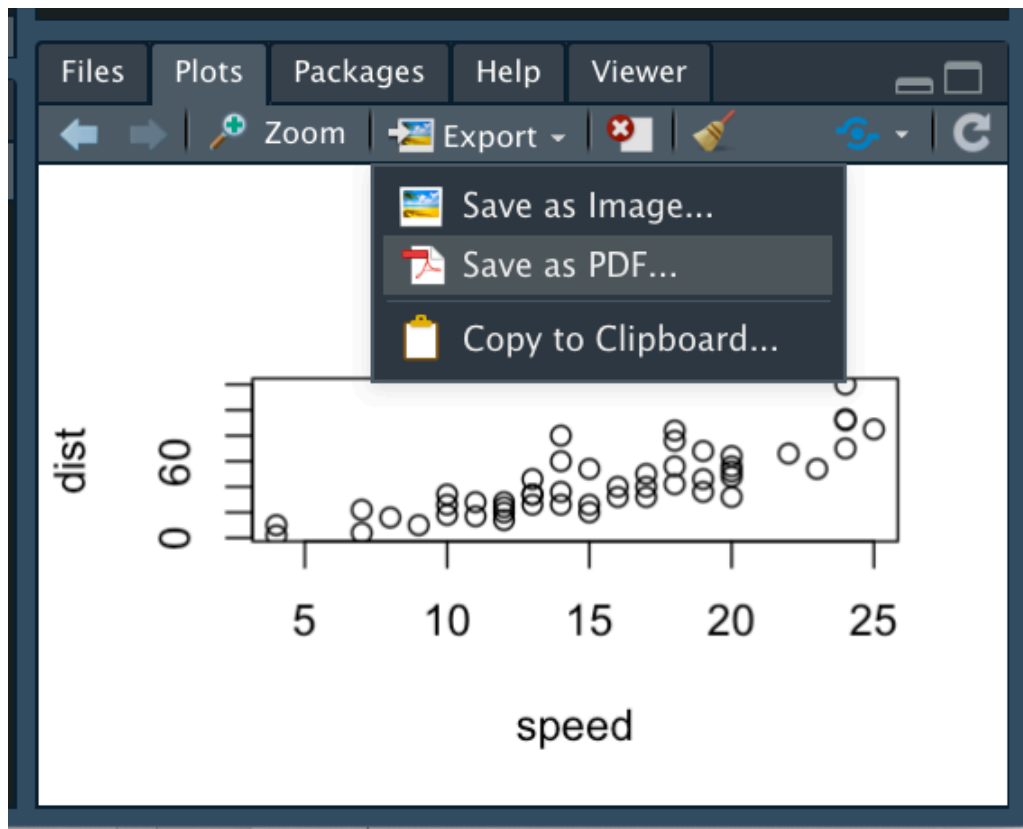 Files Plots Packages Help Viewer
Zoom Export
Save as Image...
Save as PDF...
Copy to Clipboard...
dist
60
0
5 10 15 20 25
speed